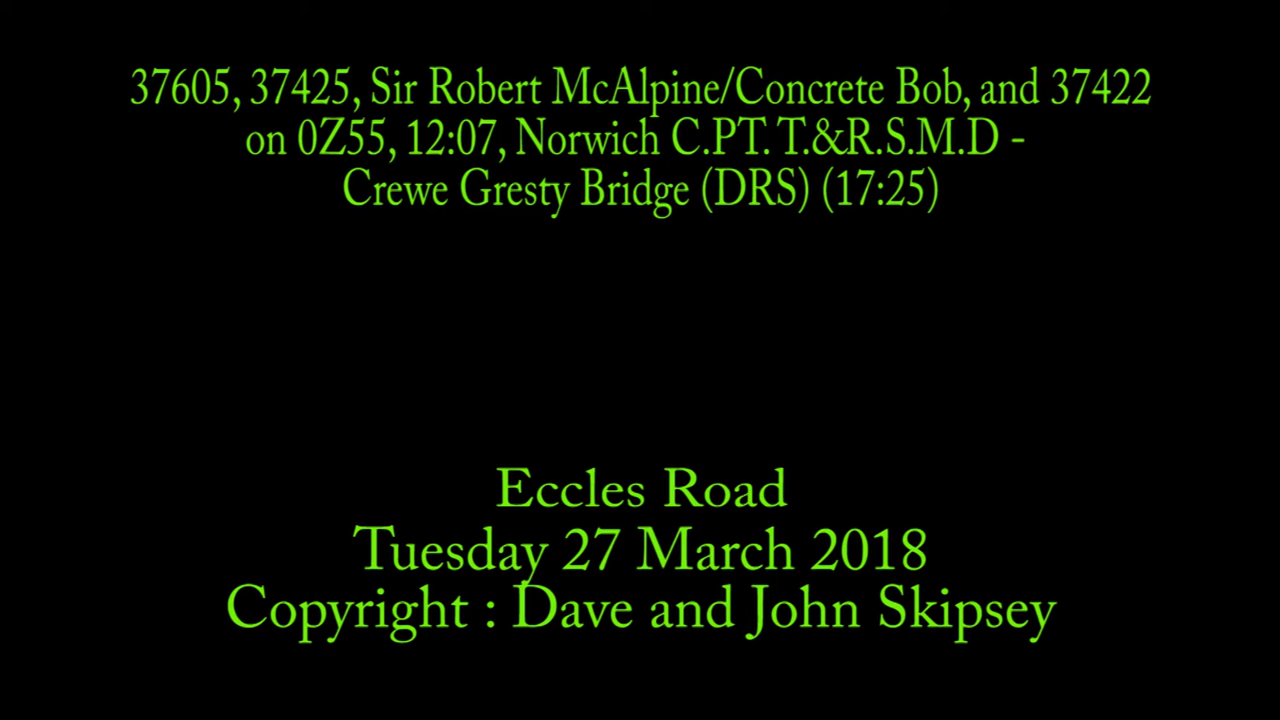 37605, 37425, Sir Robert McAlpine/Concrete Bob, and 37422
on 0Z55, 12:07, Norwich C.PT. T.&R.S.M.D -
Crewe Gresty Bridge (DRS) (17:25)
Eccles Road
Tuesday 27 March 2018
Copyright : Dave and John Skipsey